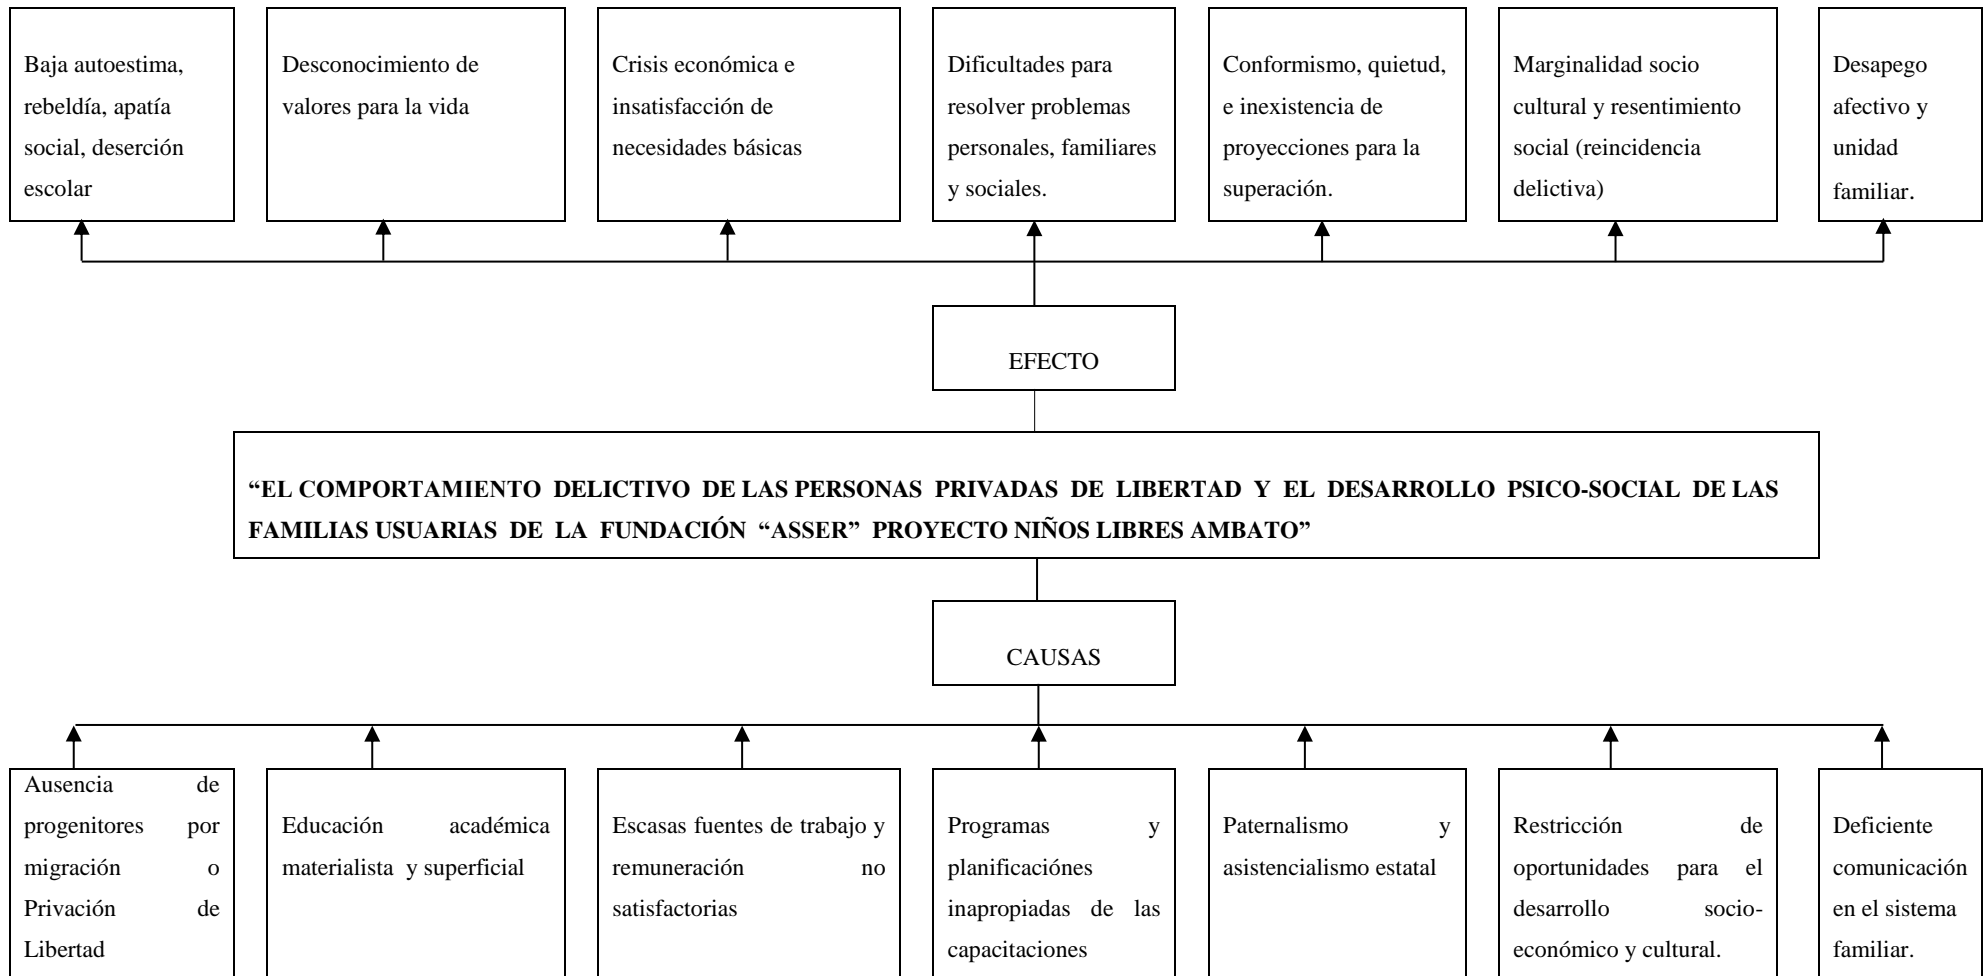 Baja autoestima,
rebeldía, apatía
social, deserción
escolar
Desconocimiento de
valores para la vida
Crisis económica e
insatisfacción de
necesidades básicas
Dificultades para
resolver problemas
personales, familiares
y sociales.
Conformismo, quietud,
e inexistencia de
proyecciones para la
superación.
Marginalidad socio
cultural y resentimiento
social (reincidencia
delictiva)
Desapego
afectivo y
unidad
familiar.
EFECTO
“EL COMPORTAMIENTO DELICTIVO DE LAS PERSONAS PRIVADAS DE LIBERTAD Y EL DESARROLLO PSICO-SOCIAL DE LAS
FAMILIAS USUARIAS DE LA FUNDACIÓN “ASSER” PROYECTO NIÑOS LIBRES AMBATO”
CAUSAS
Ausencia de
progenitores por
migración o
Privación de
Libertad
Educación académica
materialista y superficial
Escasas fuentes de trabajo y
remuneración no
satisfactorias
Programas y
planificaciónes
inapropiadas de las
capacitaciones
Paternalismo y
asistencialismo estatal
Restricción de
oportunidades para el
desarrollo socio-
económico y cultural.
Deficiente
comunicación
en el sistema
familiar.